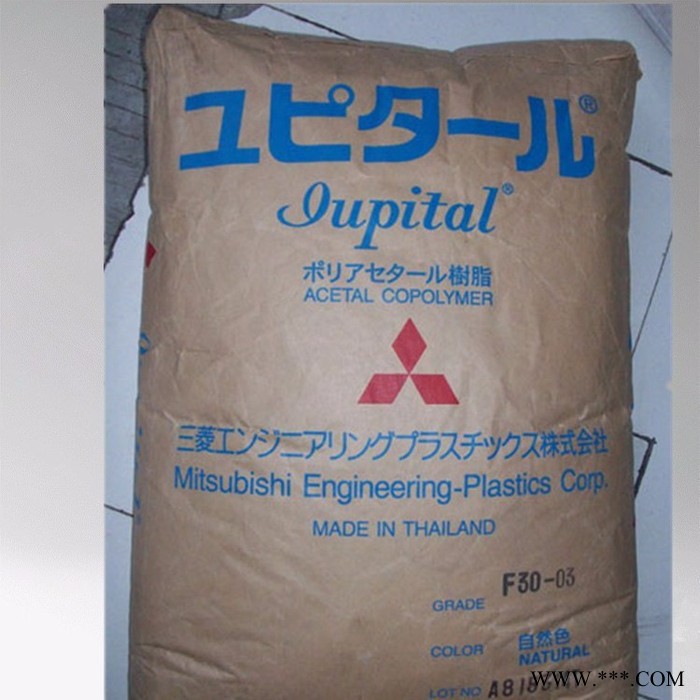 ユピタール®
Iupital®
ポリアセタール樹脂
ACETAL COPOLYMER
三菱エンジニアリングプラスチックス株式会社
Mitsubishi Engineering-Plastics Corp.
MADE IN THAILAND
GRADE F30-03
COLOR 自然色
NATURAL
LOT NO
WWW.***.COM